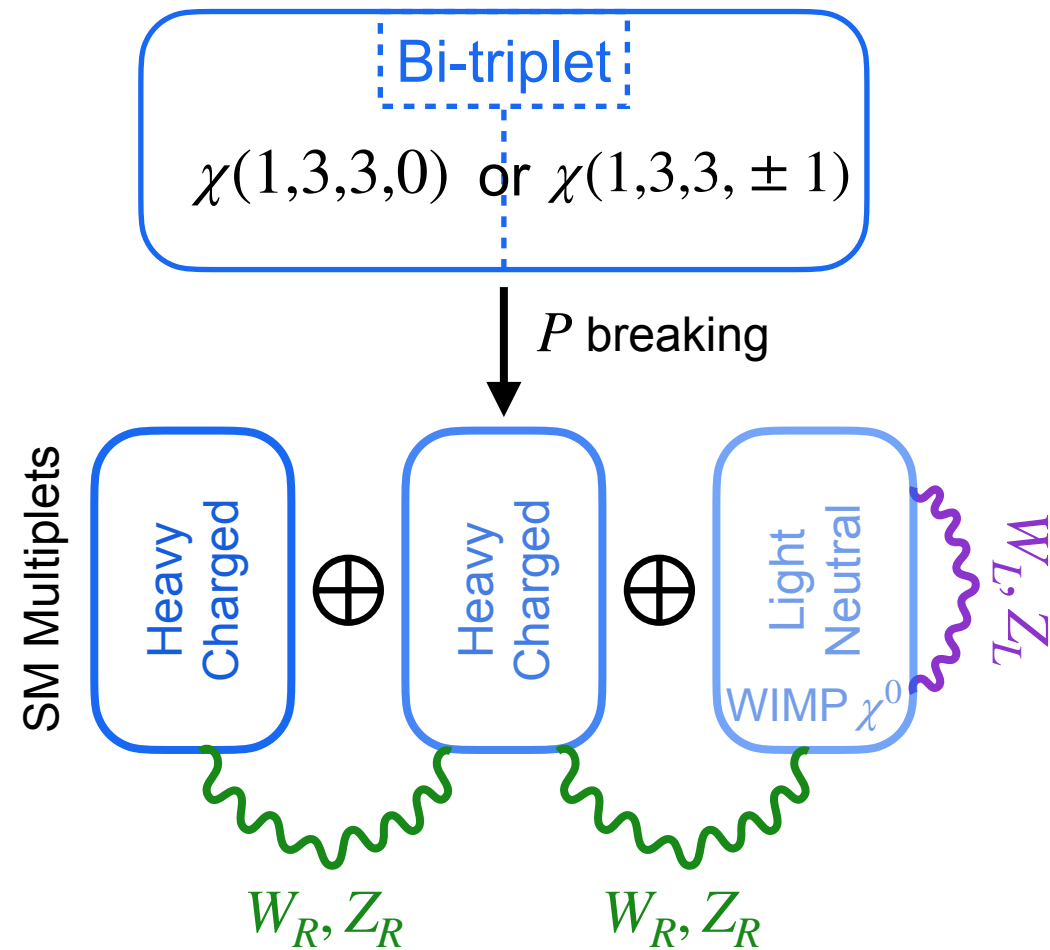 Bi-triplet
χ(1,3,3,0) or χ(1,3,3, ± 1)
P breaking
SM Multiplets
Heavy
Charged
⊕
Heavy
Charged
⊕
Light
Neutral
WIMP χ⁰
W_L, Z_L
W_R, Z_R
W_R, Z_R